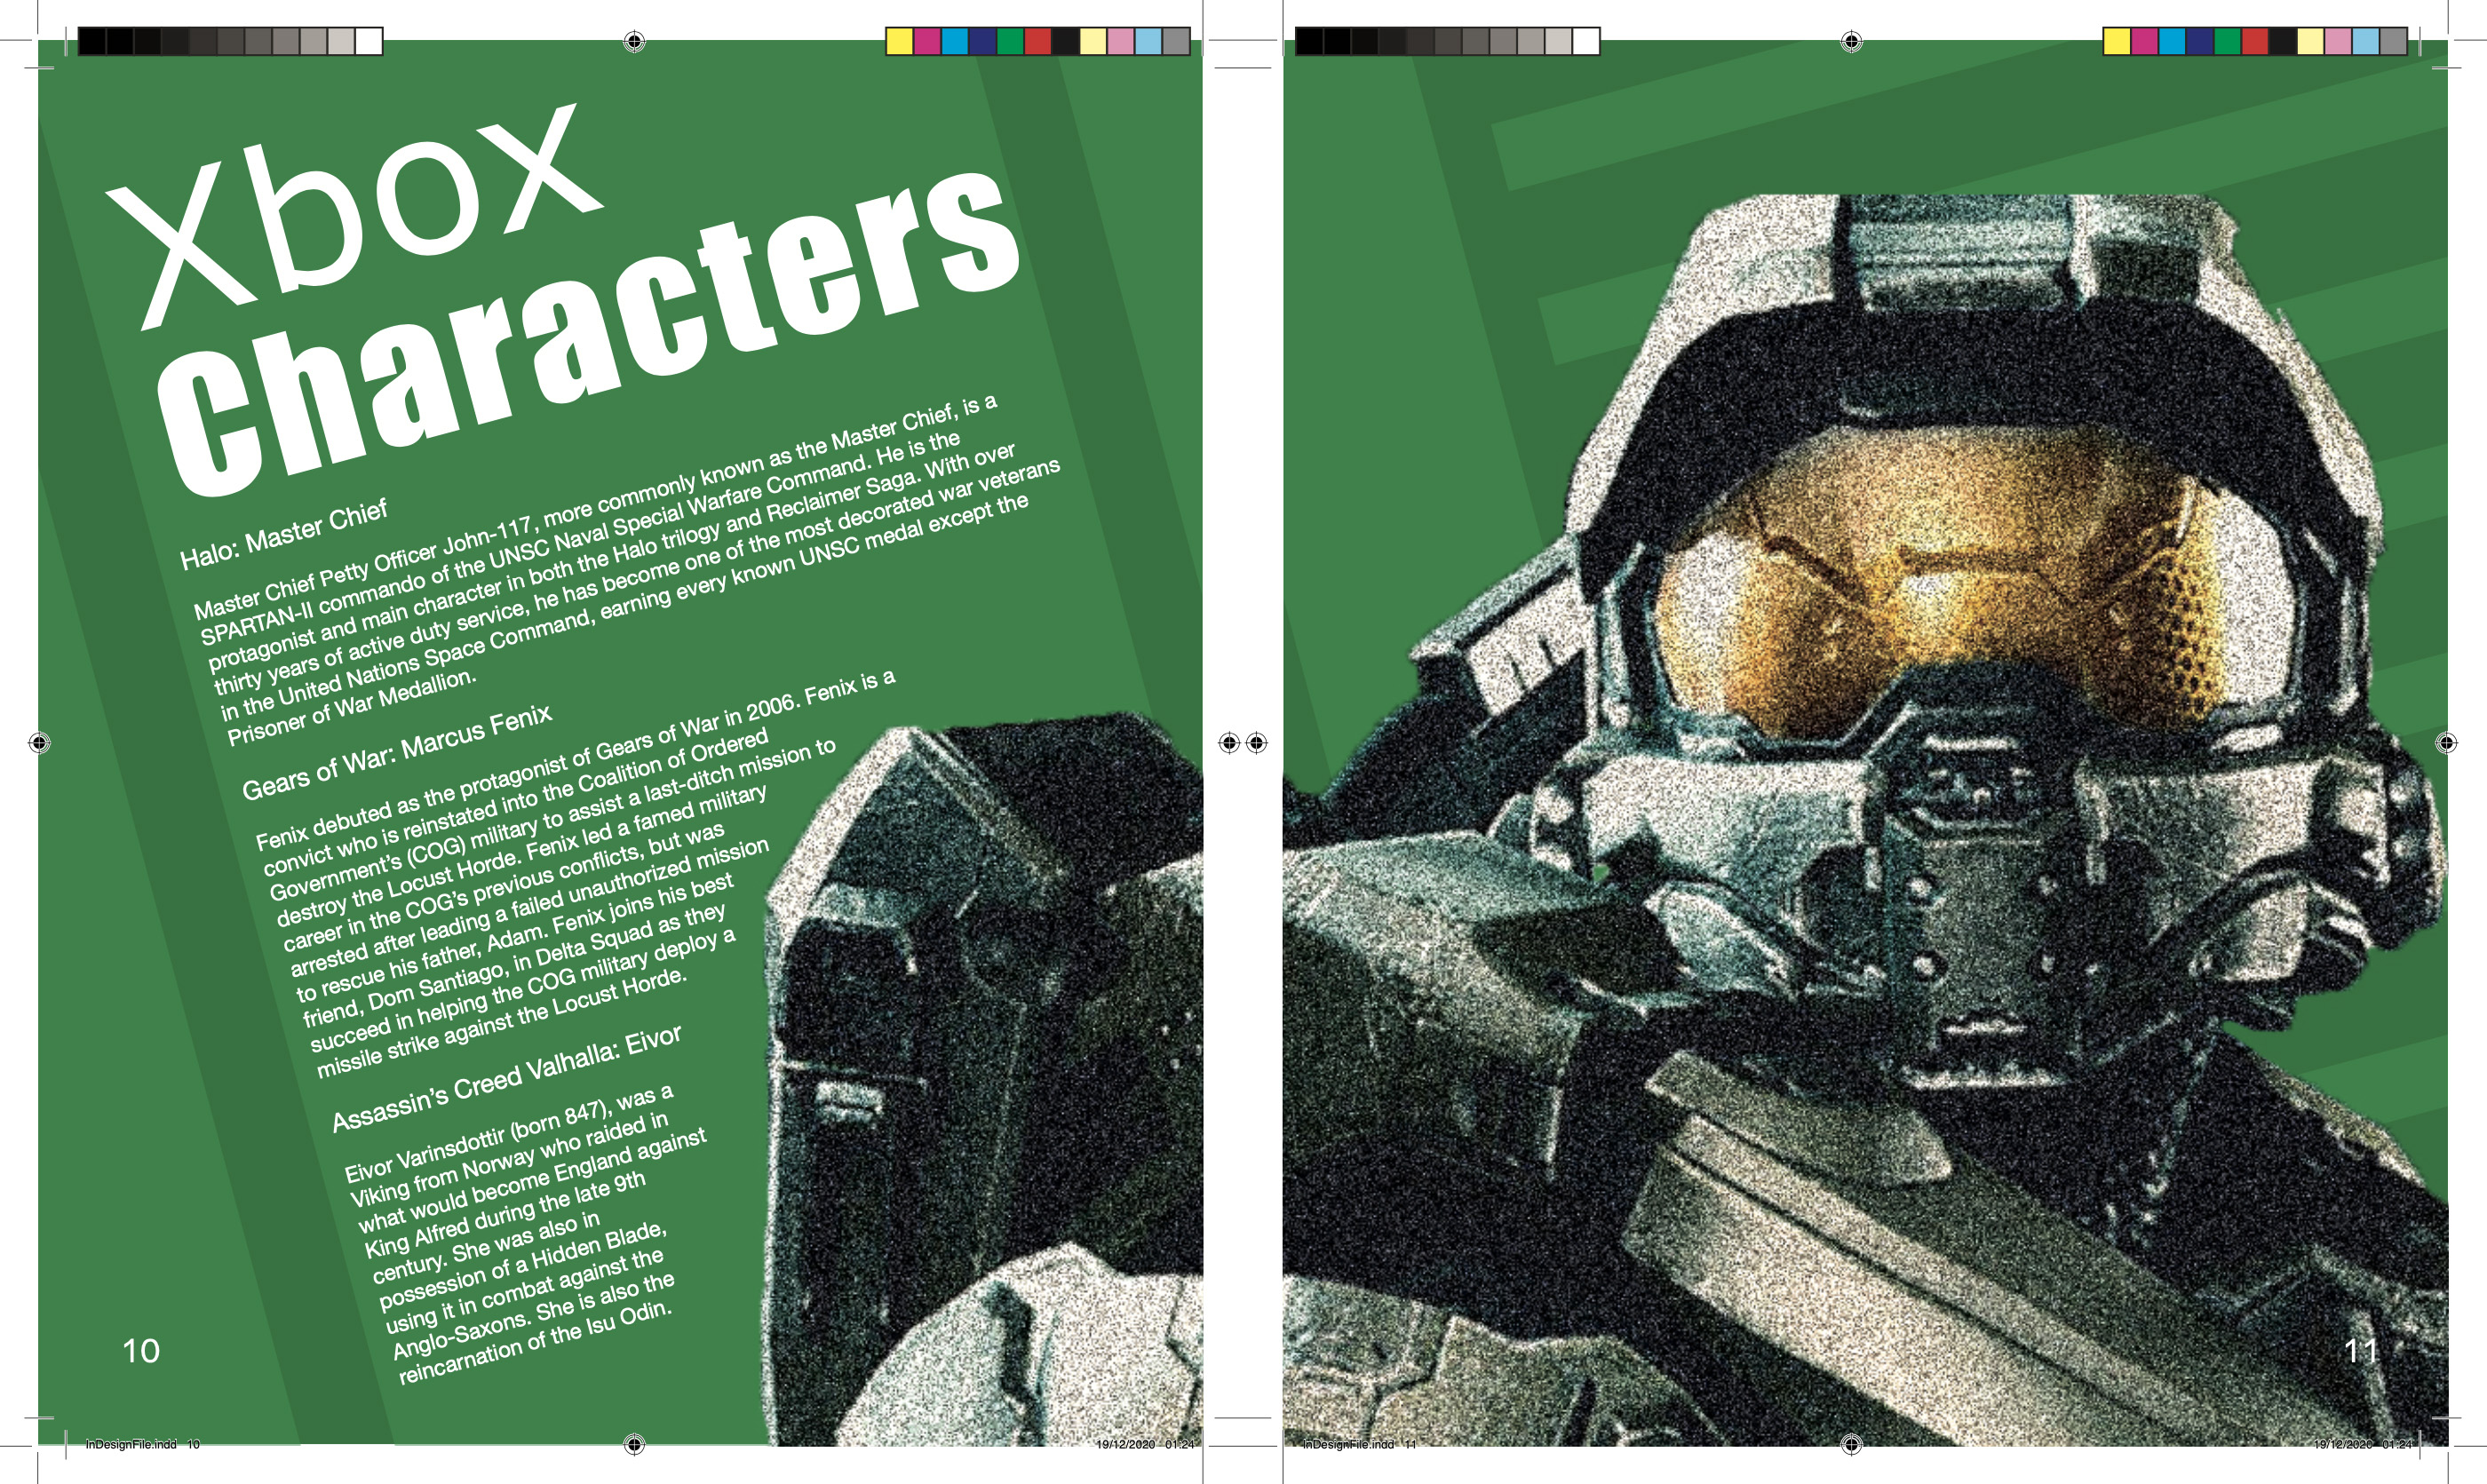 Xbox
Characters
Halo: Master Chief
Master Chief Petty Officer John-117, more commonly known as the Master Chief, is a
SPARTAN-II commando of the UNSC Naval Special Warfare Command. He is the
protagonist and main character in both the Halo trilogy and Reclaimer Saga. With over
thirty years of active duty service, he has become one of the most decorated war veterans
in the United Nations Space Command, earning every known UNSC medal except the
Prisoner of War Medallion.
Gears of War: Marcus Fenix
Fenix debuted as the protagonist of Gears of War in 2006. Fenix is a
convict who is reinstated into the Coalition of Ordered
Government’s (COG) military to assist a last-ditch mission to
destroy the Locust Horde. Fenix led a famed military
career in the COG’s previous conflicts, but was
arrested after leading a failed unauthorized mission
to rescue his father, Adam. Fenix joins his best
friend, Dom Santiago, in Delta Squad as they
succeed in helping the COG military deploy a
missile strike against the Locust Horde.
Assassin’s Creed Valhalla: Eivor
Eivor Varinsdottir (born 847), was a
Viking from Norway who raided in
what would become England against
King Alfred during the late 9th
century. She was also in
possession of a Hidden Blade,
using it in combat against the
Anglo-Saxons. She is also the
reincarnation of the Isu Odin.
10
11
InDesignFile.indd 10
19/12/2020 01:24
InDesignFile.indd 11
19/12/2020 01:24